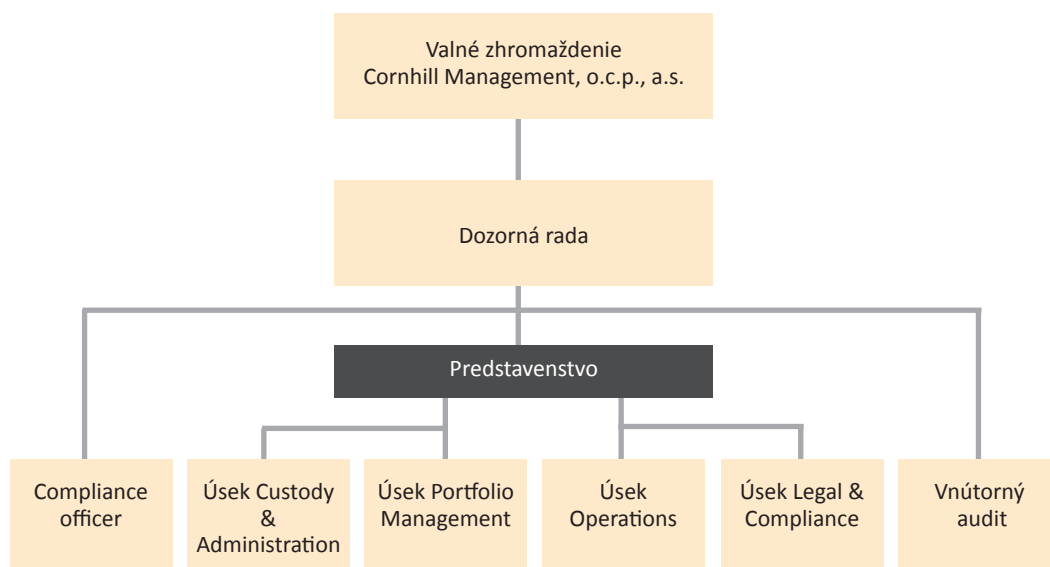 Valné zhromaždenie
Cornhill Management, o.c.p., a.s.
Dozorná rada
Predstavenstvo
Compliance
officer
Úsek Custody
&
Administration
Úsek Portfolio
Management
Úsek
Operations
Úsek Legal &
Compliance
Vnútorný
audit